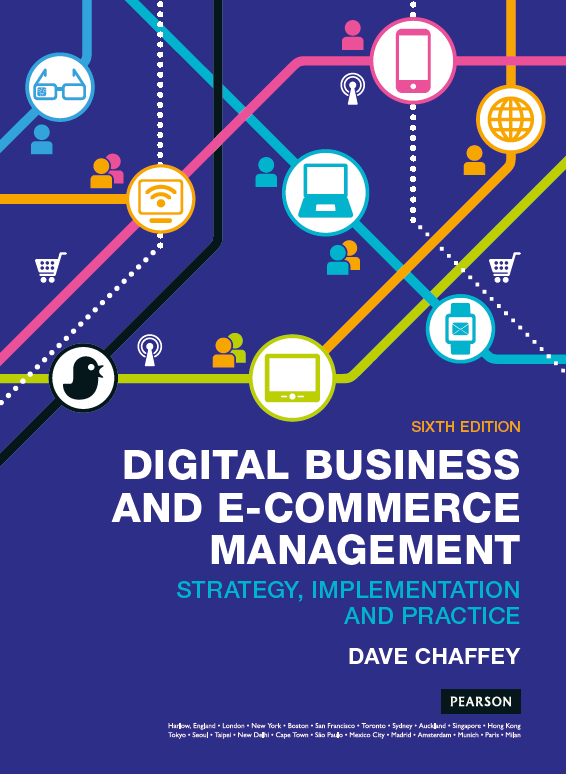 SIXTH EDITION
DIGITAL BUSINESS
AND E-COMMERCE
MANAGEMENT
STRATEGY, IMPLEMENTATION
AND PRACTICE
DAVE CHAFFEY
PEARSON
Harlow, England • London • New York • Boston • San Francisco • Toronto • Sydney • Auckland • Singapore • Hong Kong
Tokyo • Seoul • Taipei • New Delhi • Cape Town • São Paulo • Mexico City • Madrid • Amsterdam • Munich • Paris • Milan